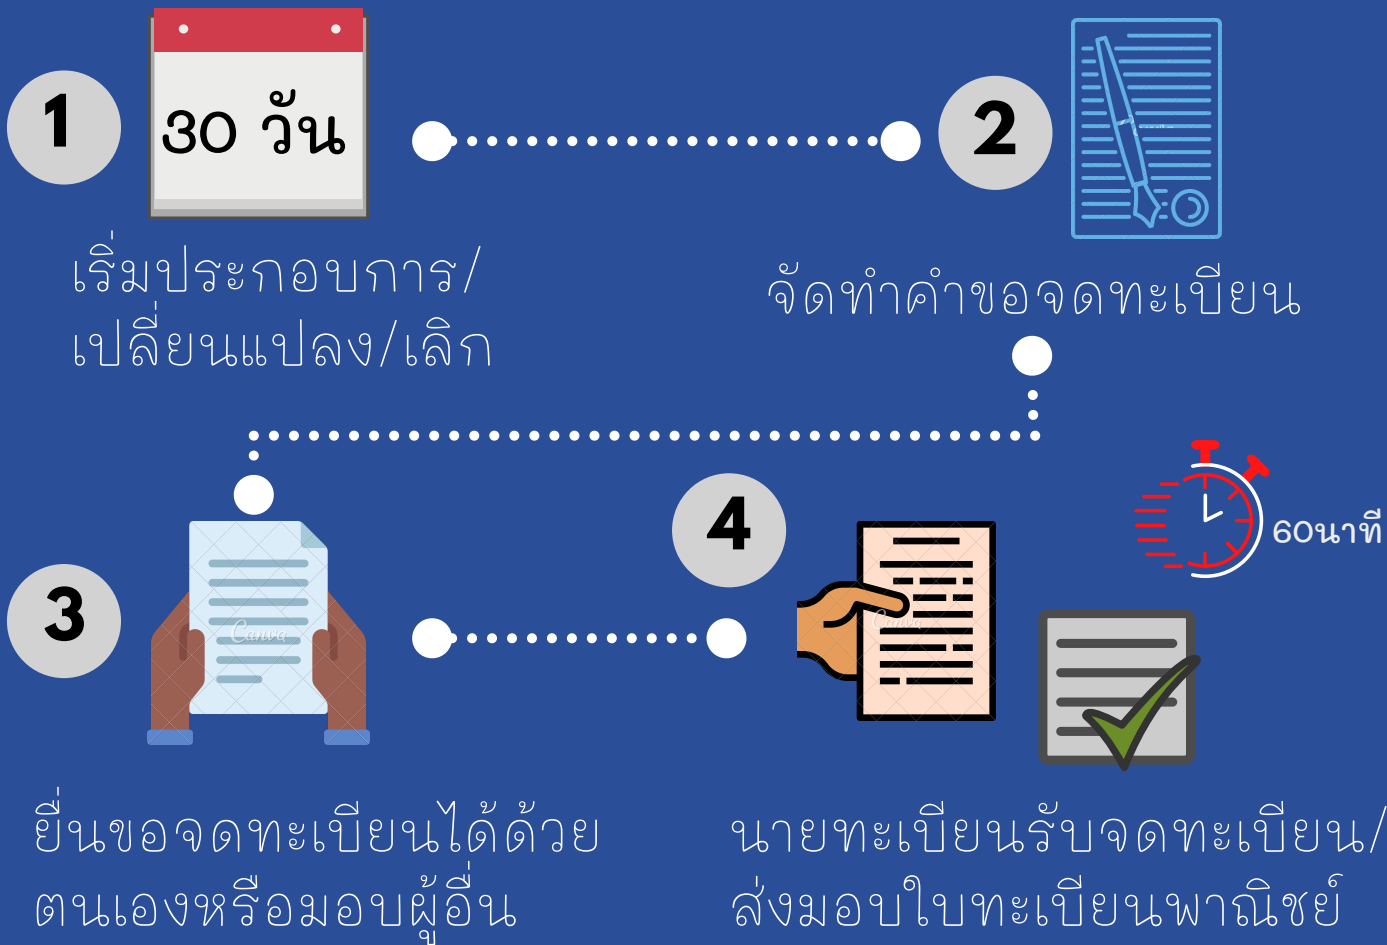 1
30 วัน
เริ่มประกอบการ/
เปลี่ยนแปลง/เลิก
2
จัดทำคำขอจดทะเบียน
3
Canva
ยื่นขอจดทะเบียนได้ด้วย
ตนเองหรือมอบผู้อื่น
4
Canva
60นาที
นายทะเบียนรับจดทะเบียน/
ส่งมอบใบทะเบียนพาณิชย์